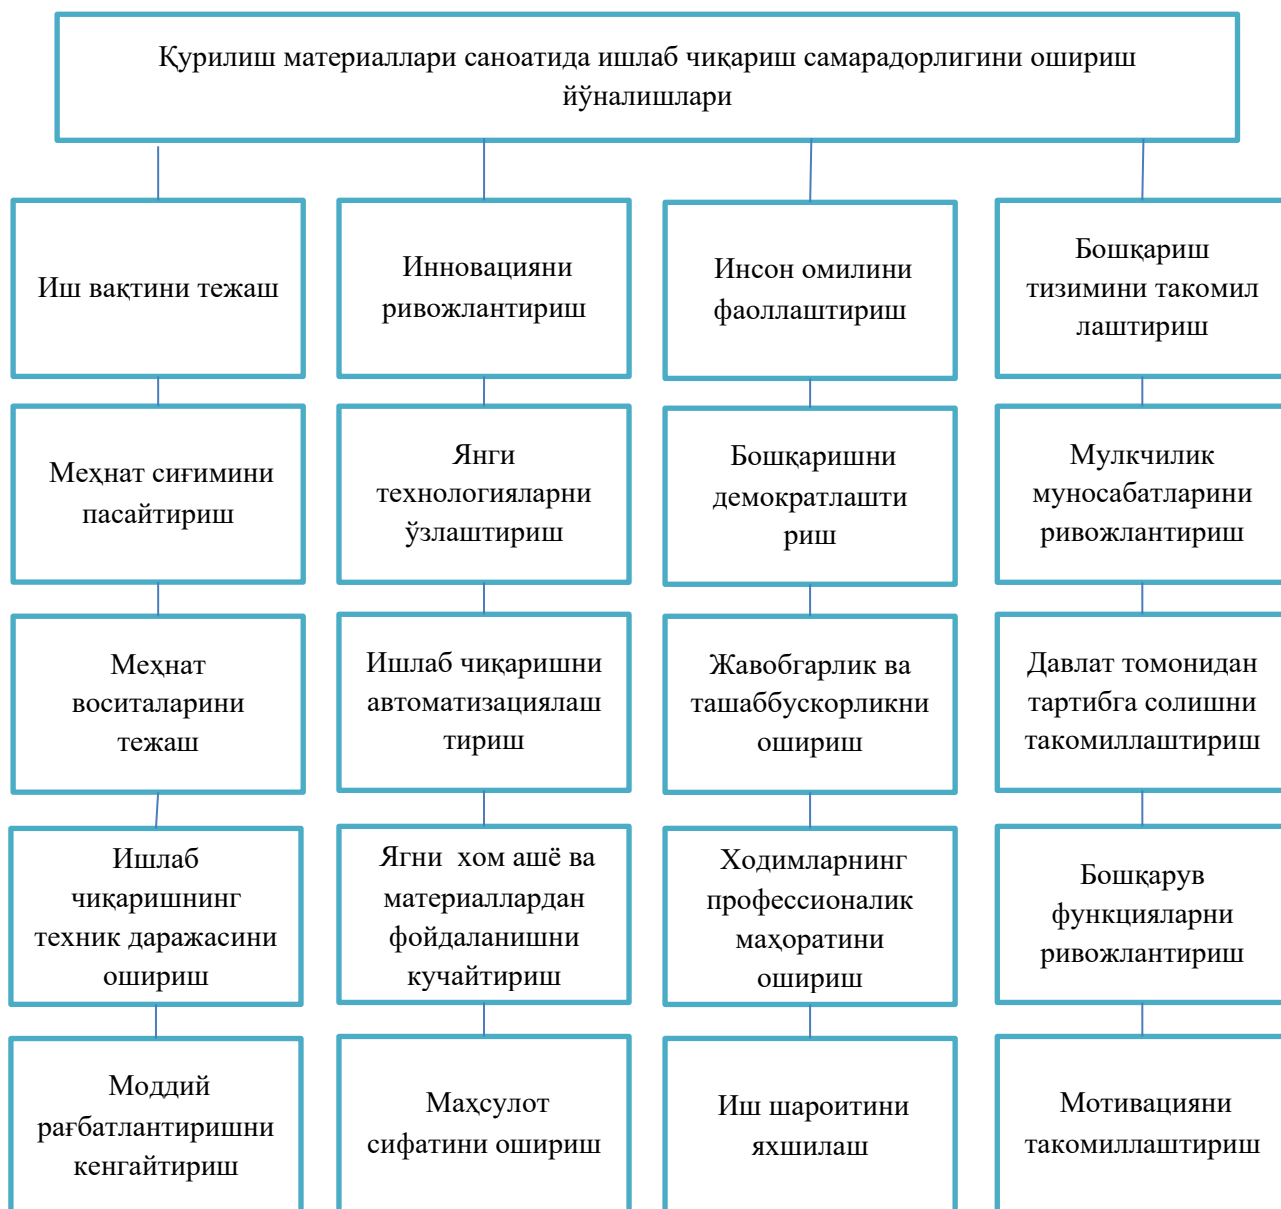 Қурилиш материаллари саноатида ишлаб чиқариш самарадорлигини ошириш
йўналишлари
Иш вақтини тежаш
Инновацияни
ривожлантириш
Инсон омилини
фаоллаштириш
Бошқариш
тизимини такомил
лаштириш
Меҳнат сиғимини
пасайтириш
Янги
технологияларни
ўзлаштириш
Бошқаришни
демократлашти
риш
Мулкчилик
муносабатларини
ривожлантириш
Меҳнат
воситаларини
тежаш
Ишлаб чиқаришни
автоматизациялаш
тириш
Жавобгарлик ва
ташаббускорликни
ошириш
Давлат томонидан
тартибга солишни
такомиллаштириш
Ишлаб
чиқаришнинг
техник даражасини
ошириш
Ягни хом ашё ва
материаллардан
фойдаланишни
кучайтириш
Ходимларнинг
профессионалик
маҳоратини
ошириш
Бошқарув
функцияларни
ривожлантириш
Моддий
рағбатлантиришни
кенгайтириш
Маҳсулот
сифатини ошириш
Иш шароитини
яхшилаш
Мотивацияни
такомиллаштириш